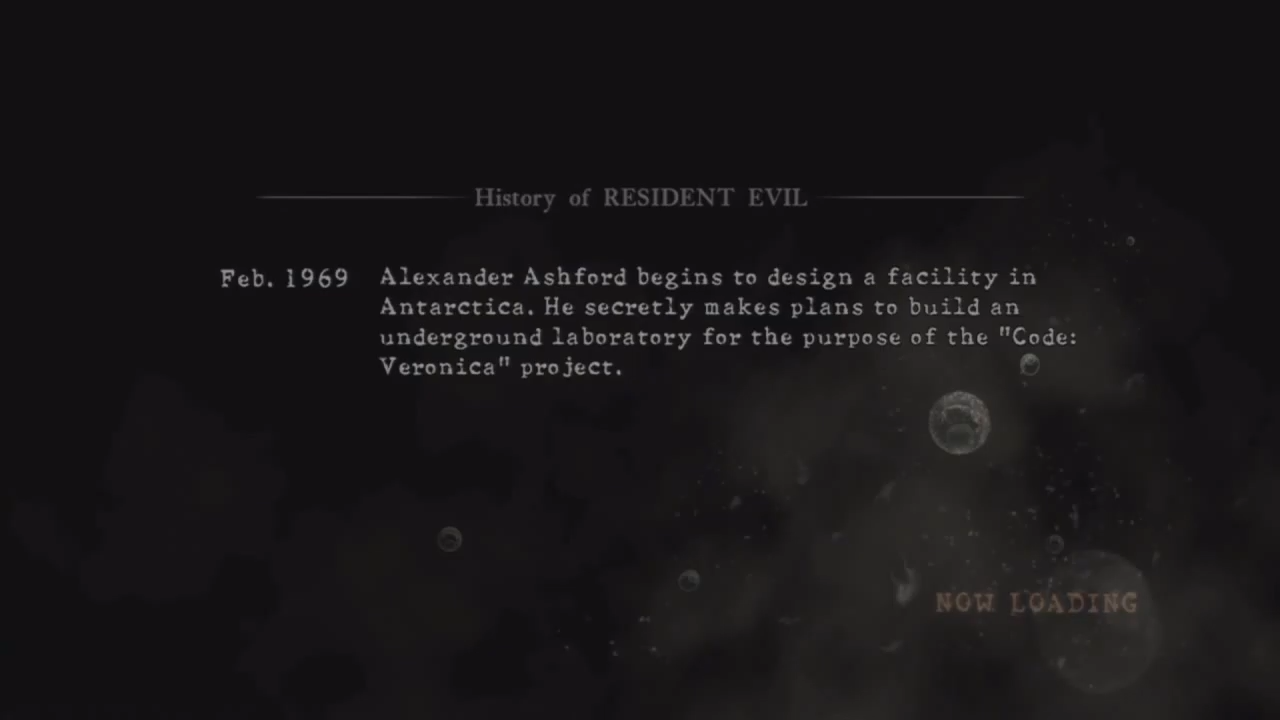 History of RESIDENT EVIL
Feb. 1969 Alexander Ashford begins to design a facility in
Antarctica. He secretly makes plans to build an
underground laboratory for the purpose of the "Code:
Veronica" project.
NOW LOADING